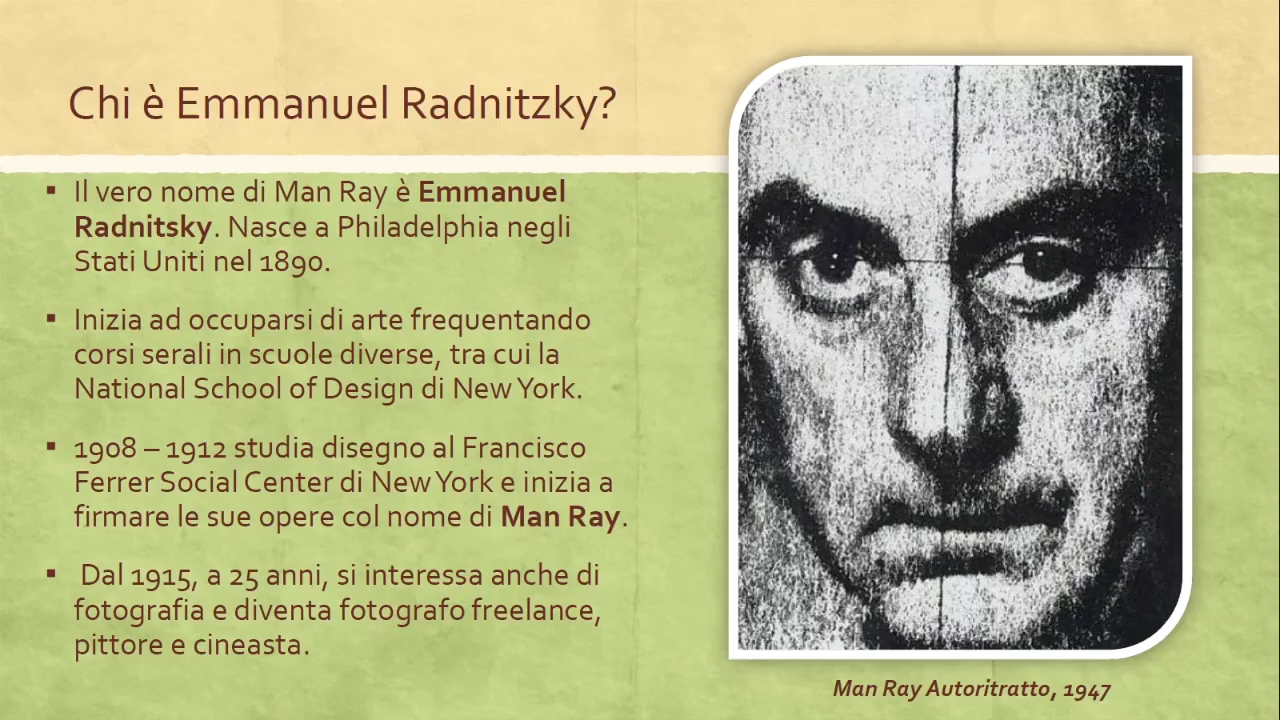 Chi è Emmanuel Radnitzky?
▪ Il vero nome di Man Ray è Emmanuel
Radnitsky. Nasce a Philadelphia negli
Stati Uniti nel 1890.
▪ Inizia ad occuparsi di arte frequentando
corsi serali in scuole diverse, tra cui la
National School of Design di New York.
▪ 1908 – 1912 studia disegno al Francisco
Ferrer Social Center di New York e inizia a
firmare le sue opere col nome di Man Ray.
▪ Dal 1915, a 25 anni, si interessa anche di
fotografia e diventa fotografo freelance,
pittore e cineasta.
Man Ray Autoritratto, 1947